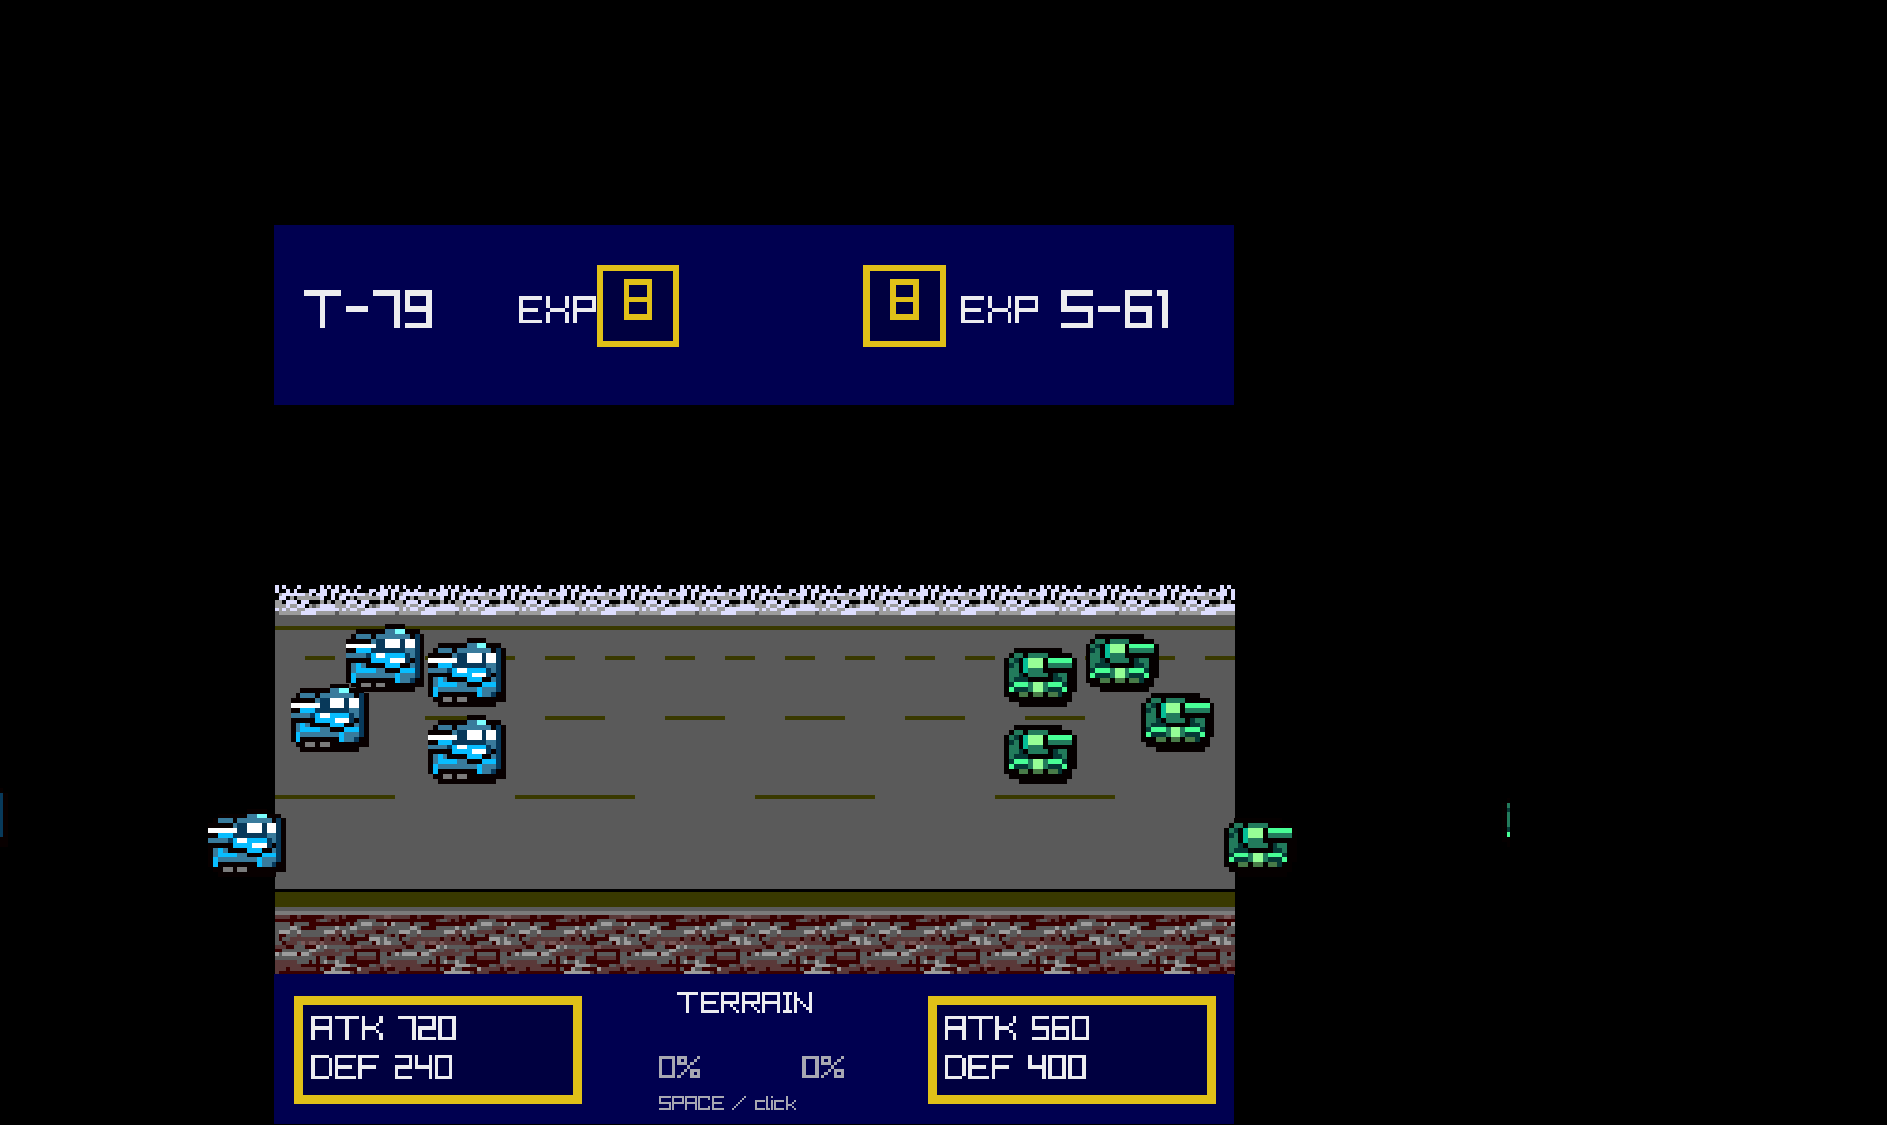 T-79 EXP 8 8 EXP S-61
TERRAIN
ATK 720
DEF 240
0% 0%
ATK 560
DEF 400
SPACE / click